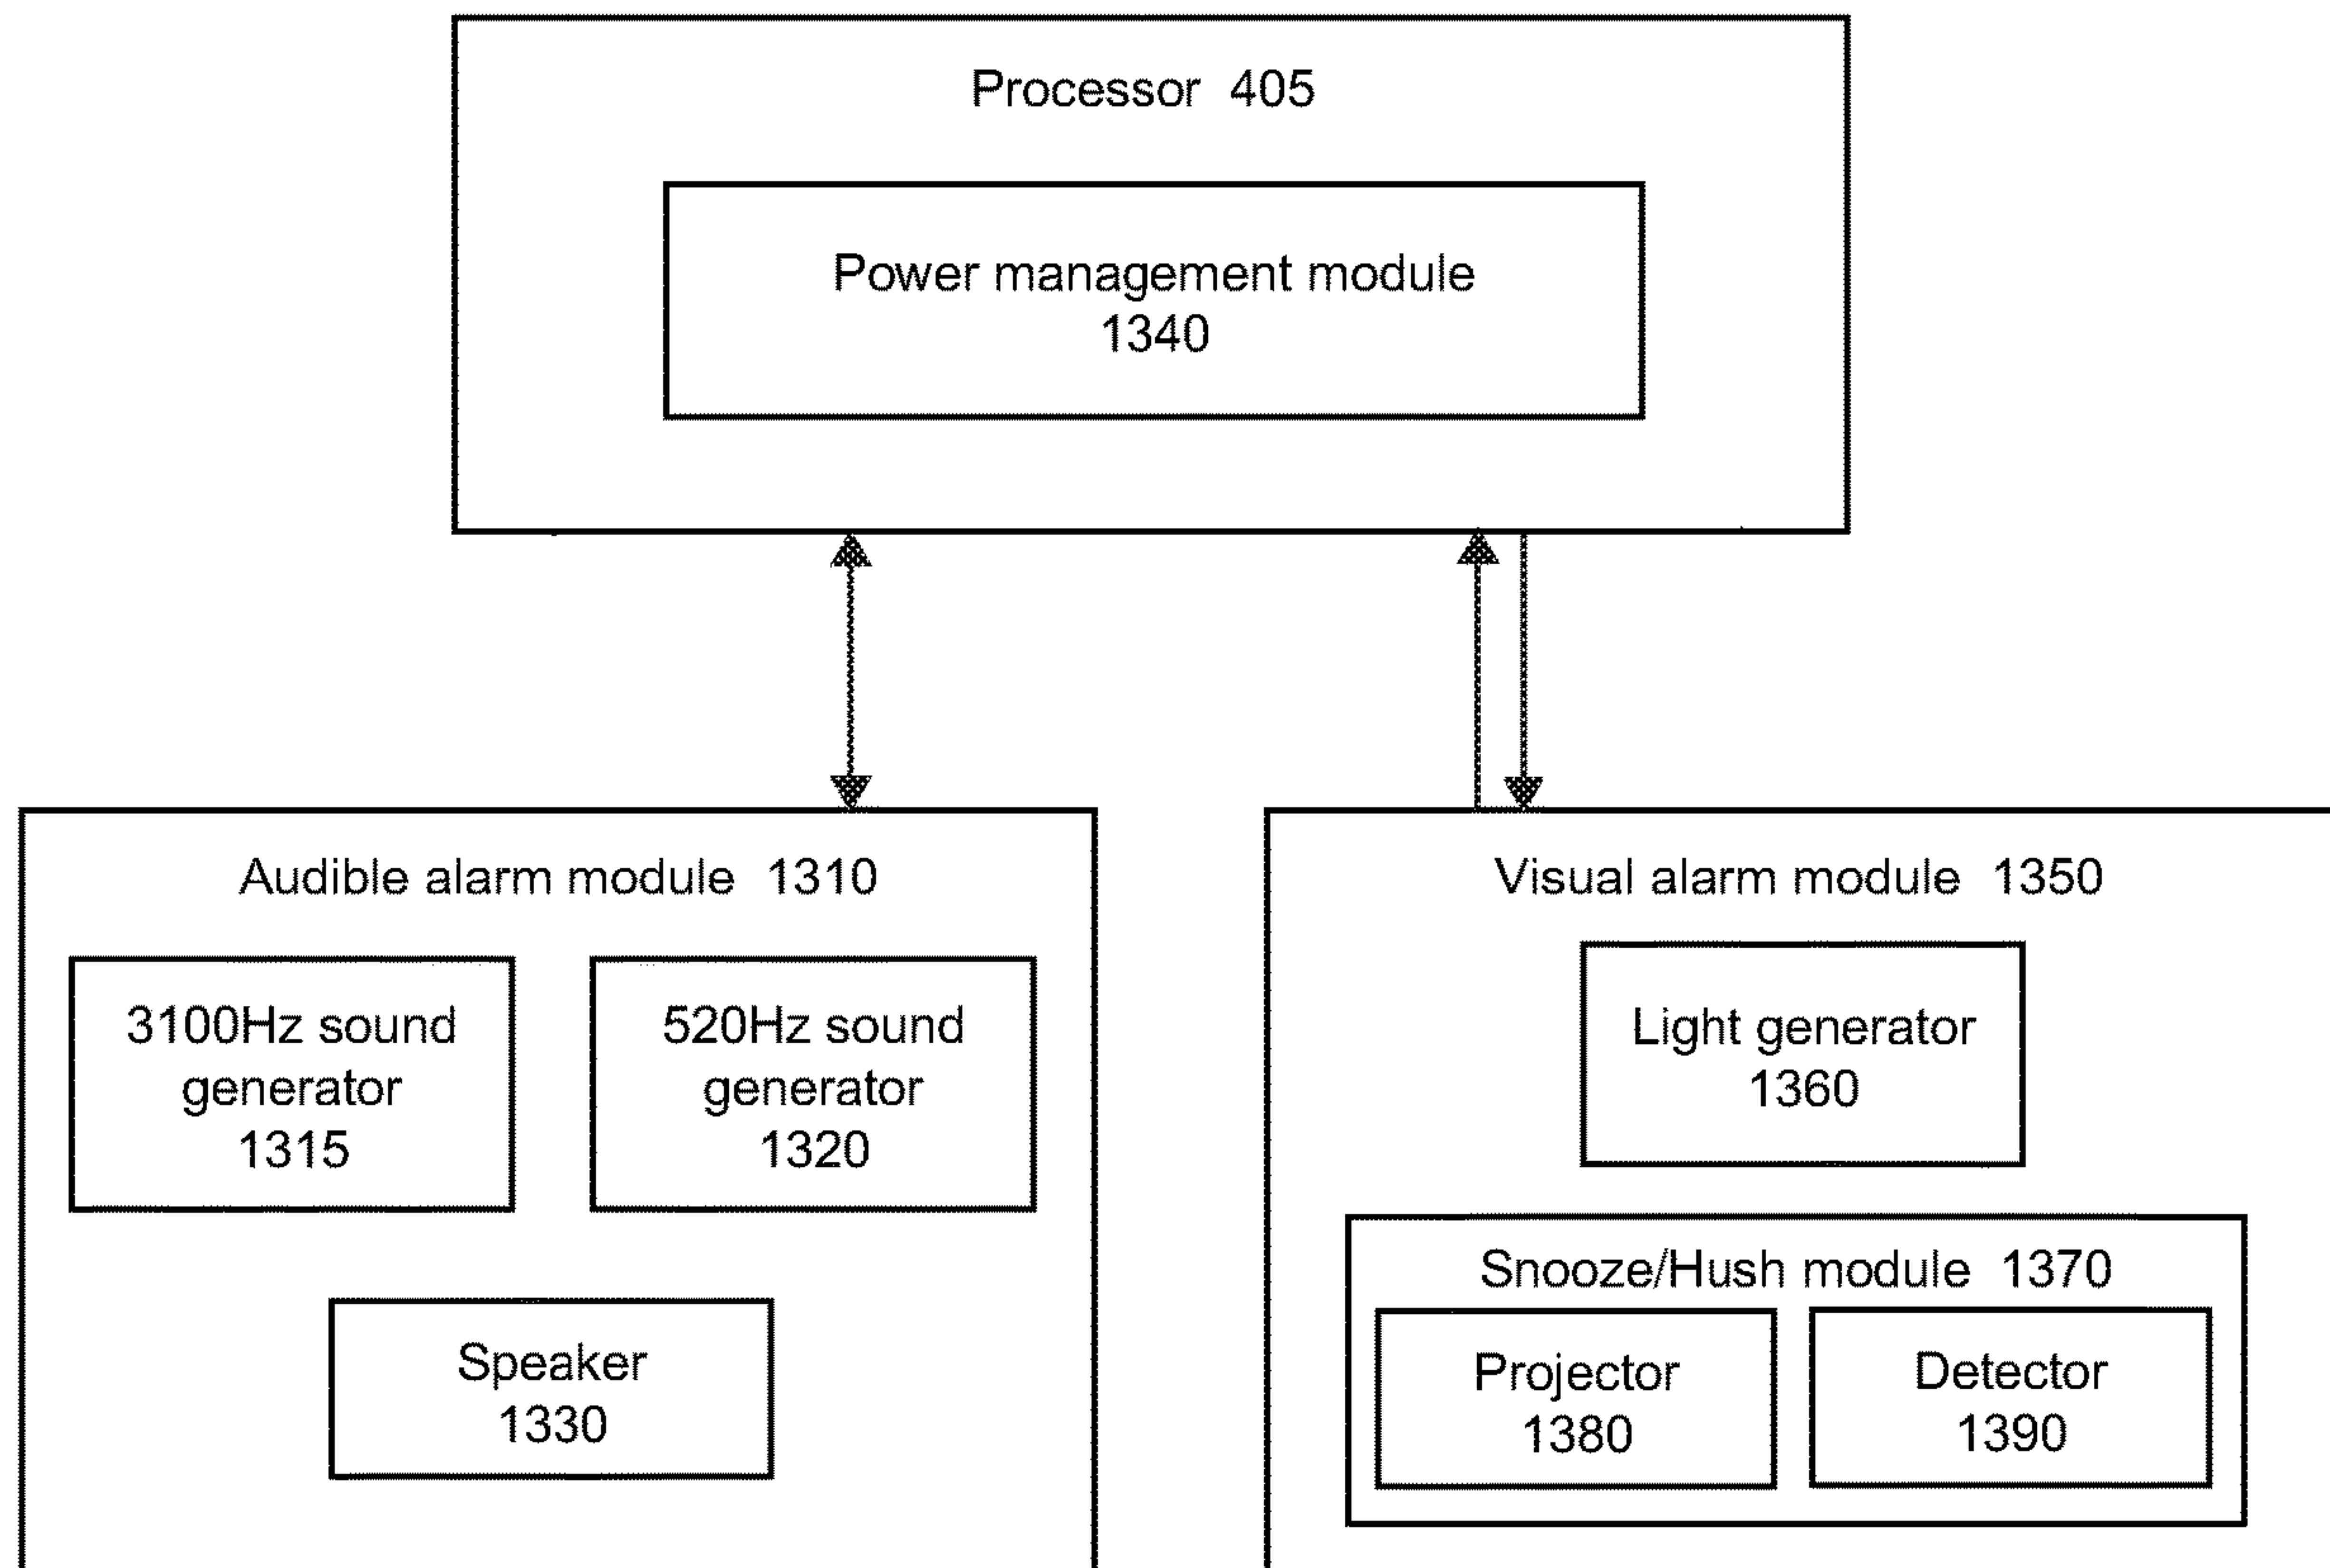 Processor 405
Power management module
1340
Audible alarm module 1310
3100Hz sound
generator
1315
520Hz sound
generator
1320
Speaker
1330
Visual alarm module 1350
Light generator
1360
Snooze/Hush module 1370
Projector
1380
Detector
1390